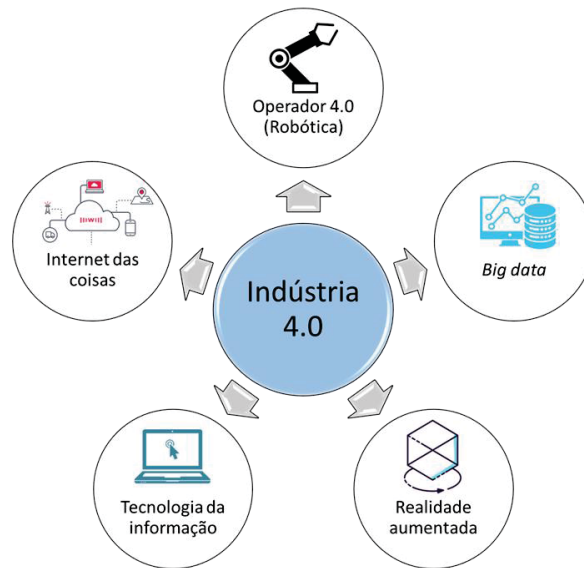 Operador 4.0
(Robótica)
Internet das
coisas
Big data
Indústria
4.0
Tecnologia da
informação
Realidade
aumentada